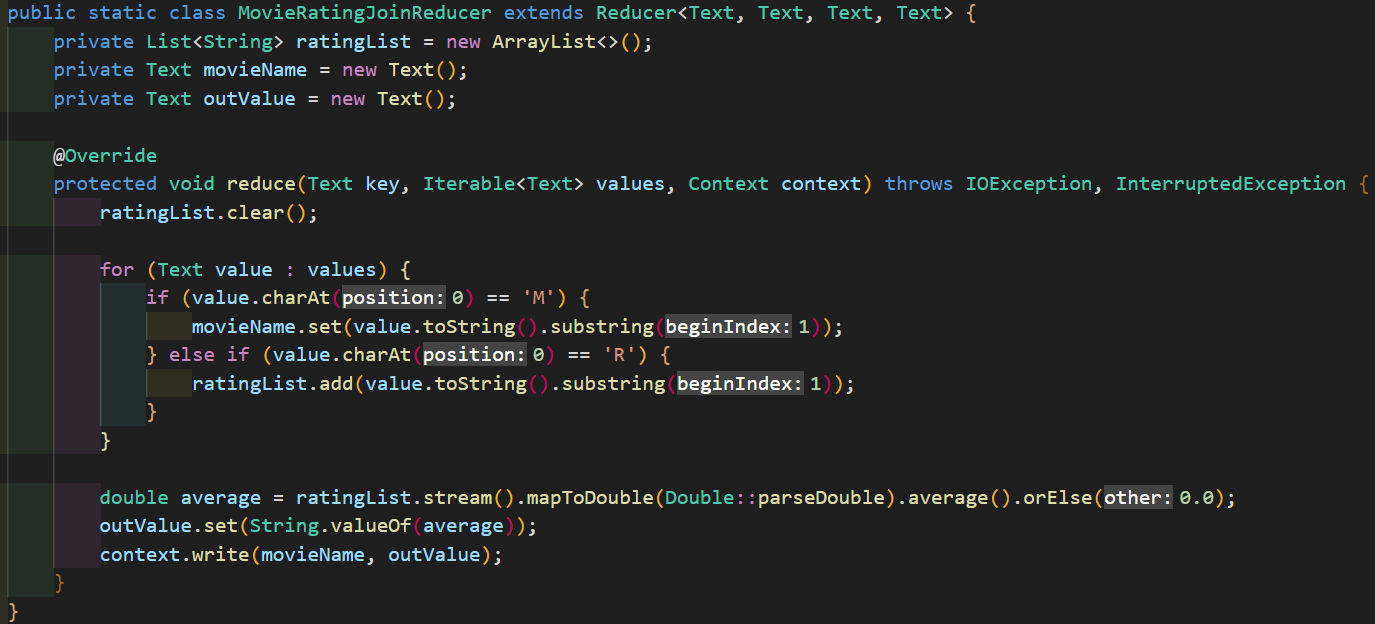 public static class MovieRatingJoinReducer extends Reducer<Text, Text, Text, Text> {
    private List<String> ratingList = new ArrayList<>();
    private Text movieName = new Text();
    private Text outValue = new Text();

    @Override
    protected void reduce(Text key, Iterable<Text> values, Context context) throws IOException, InterruptedException {
        ratingList.clear();

        for (Text value : values) {
            if (value.charAt(position: 0) == 'M') {
                movieName.set(value.toString().substring(beginIndex: 1));
            } else if (value.charAt(position: 0) == 'R') {
                ratingList.add(value.toString().substring(beginIndex: 1));
            }
        }

        double average = ratingList.stream().mapToDouble(Double::parseDouble).average().orElse(other: 0.0);
        outValue.set(String.valueOf(average));
        context.write(movieName, outValue);
    }
}